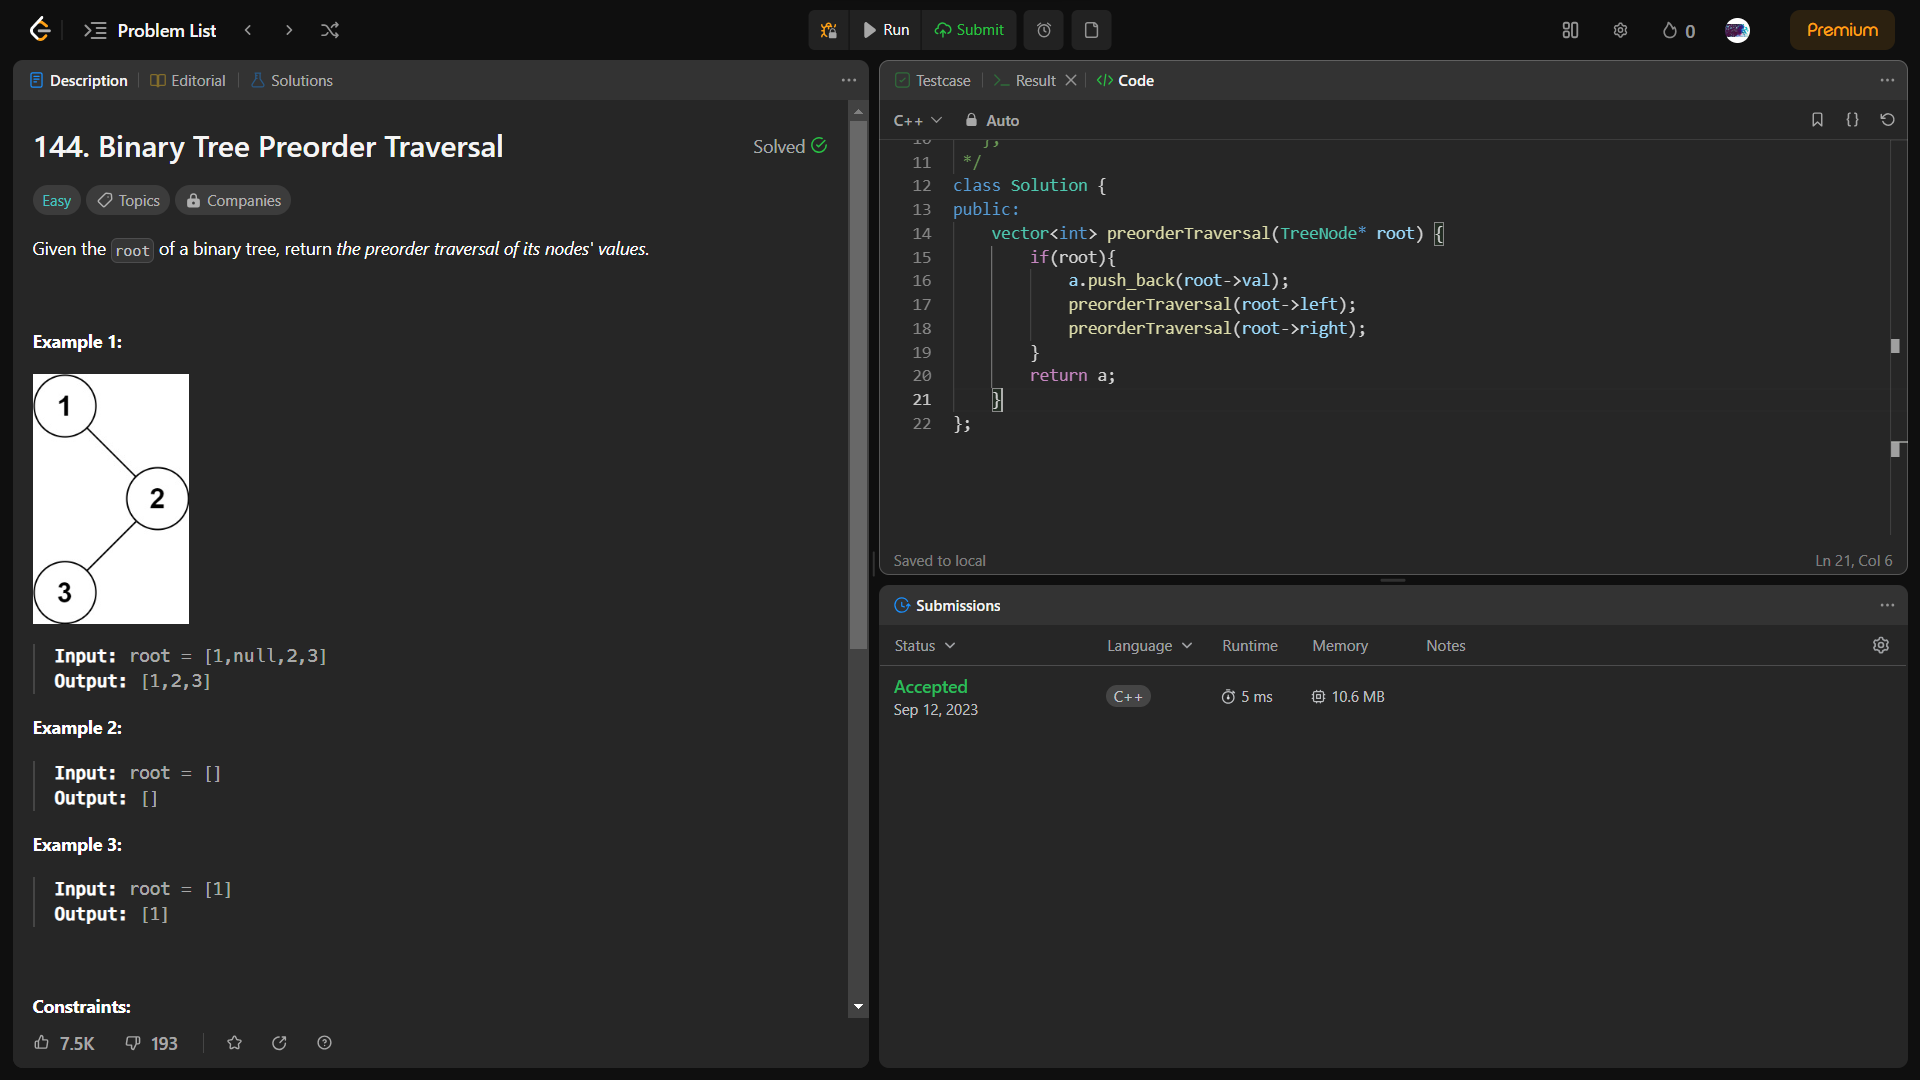 Problem List
Run
Submit
0
Premium
Description
Editorial
Solutions
144. Binary Tree Preorder Traversal
Solved
Easy
Topics
Companies
Given the root of a binary tree, return the preorder traversal of its nodes' values.
Example 1:
1
2
3
Input: root = [1,null,2,3]
Output: [1,2,3]
Example 2:
Input: root = []
Output: []
Example 3:
Input: root = [1]
Output: [1]
Constraints:
7.5K
193
Testcase
Result
</> Code
C++
Auto
{}
10 };
11 */
12 class Solution {
13 public:
14 vector<int> preorderTraversal(TreeNode* root) {
15 if(root){
16 a.push_back(root->val);
17 preorderTraversal(root->left);
18 preorderTraversal(root->right);
19 }
20 return a;
21 }
22 };
Saved to local
Ln 21, Col 6
Submissions
Status Language Runtime Memory Notes
Accepted
Sep 12, 2023
C++
5 ms
10.6 MB